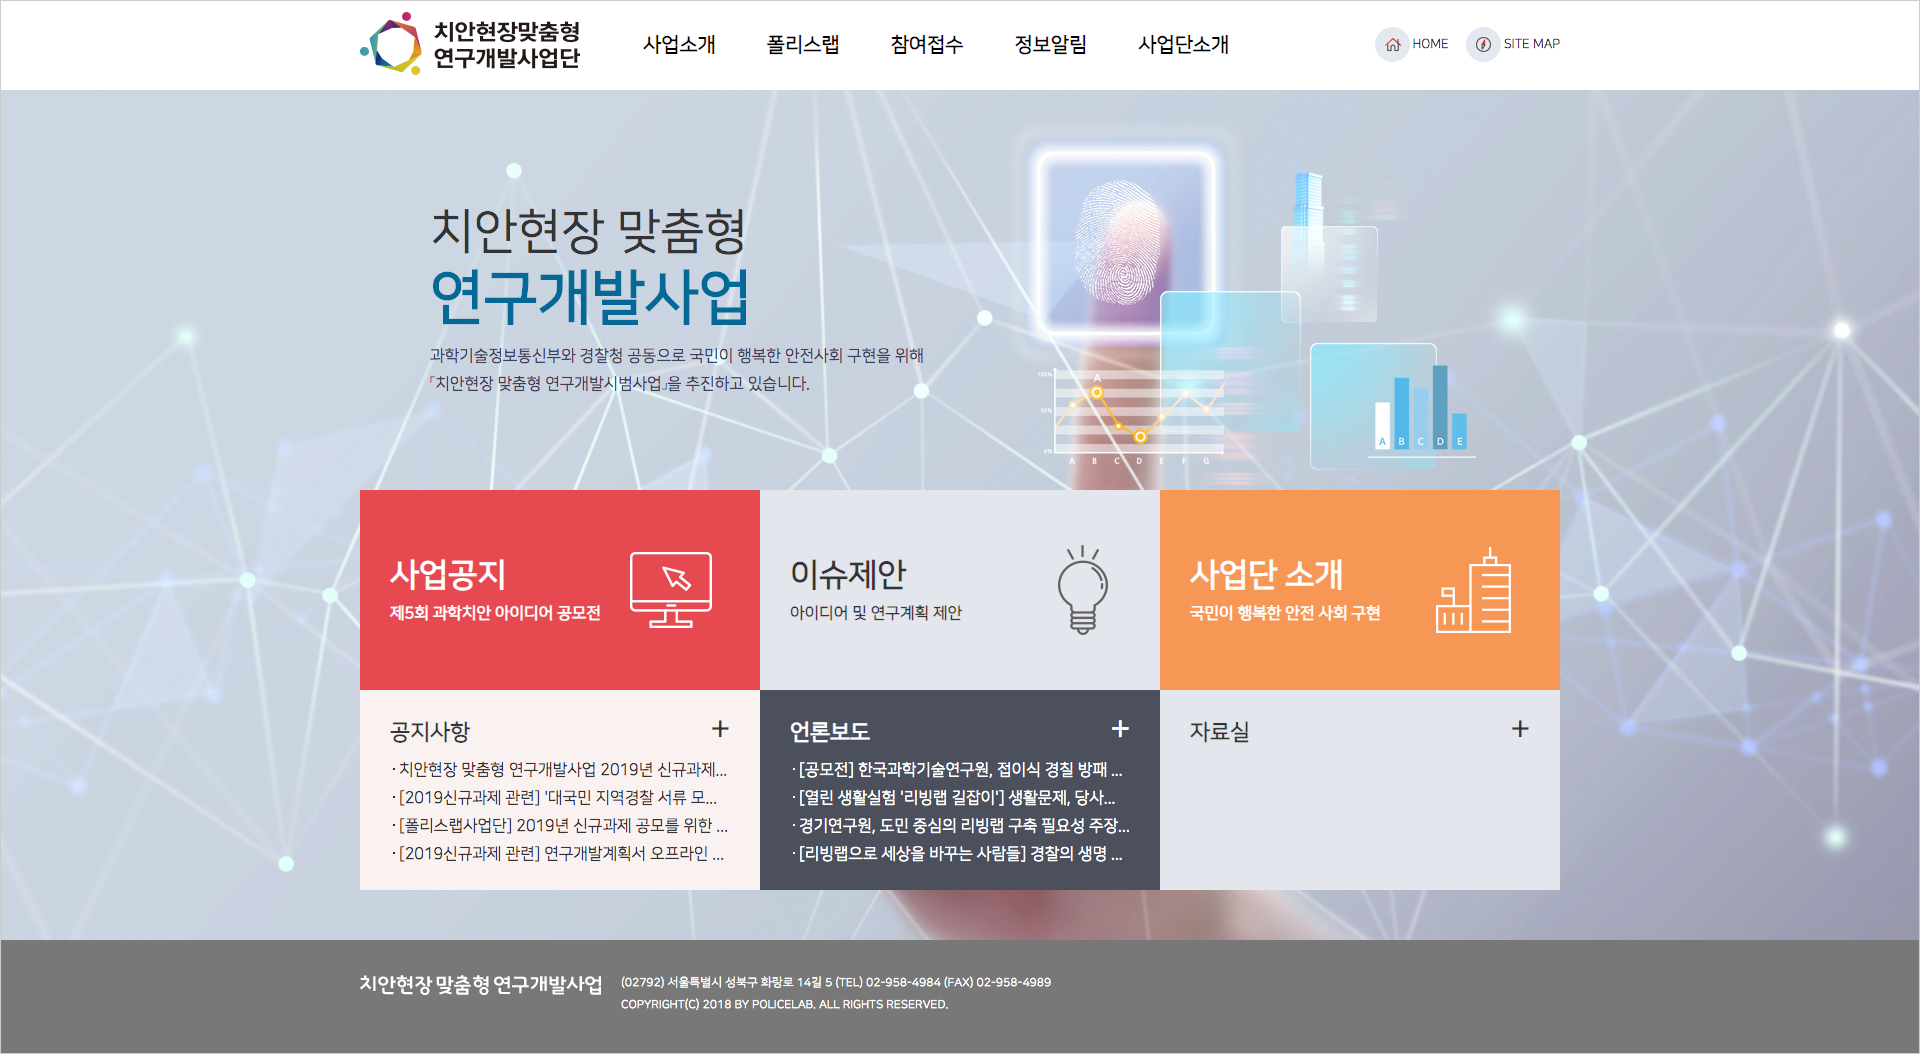 치안현장맞춤형
연구개발사업단
사업소개
폴리스랩
참여접수
정보알림
사업단소개
HOME
SITE MAP
치안현장 맞춤형
연구개발사업
과학기술정보통신부와 경찰청 공동으로 국민이 행복한 안전사회 구현을 위해
「치안현장 맞춤형 연구개발시범사업」을 추진하고 있습니다.
100%
50%
0%
A
A B C D E F G
A B C D E
사업공지
제5회 과학치안 아이디어 공모전
이슈제안
아이디어 및 연구계획 제안
사업단 소개
국민이 행복한 안전 사회 구현
공지사항 +
· 치안현장 맞춤형 연구개발사업 2019년 신규과제...
· [2019신규과제 관련] '대국민 지역경찰 서류 모...
· [폴리스랩사업단] 2019년 신규과제 공모를 위한 ...
· [2019신규과제 관련] 연구개발계획서 오프라인 ...
언론보도 +
· [공모전] 한국과학기술연구원, 접이식 경칠 방패 ...
· [열린 생활실험 '리빙랩 길잡이'] 생활문제, 당사...
· 경기연구원, 도민 중심의 리빙랩 구축 필요성 주장...
· [리빙랩으로 세상을 바꾸는 사람들] 경찰의 생명 ...
자료실 +
치안현장 맞춤형 연구개발사업
(02792) 서울특별시 성북구 화랑로 14길 5 (TEL) 02-958-4984 (FAX) 02-958-4989
COPYRIGHT(C) 2018 BY POLICELAB. ALL RIGHTS RESERVED.